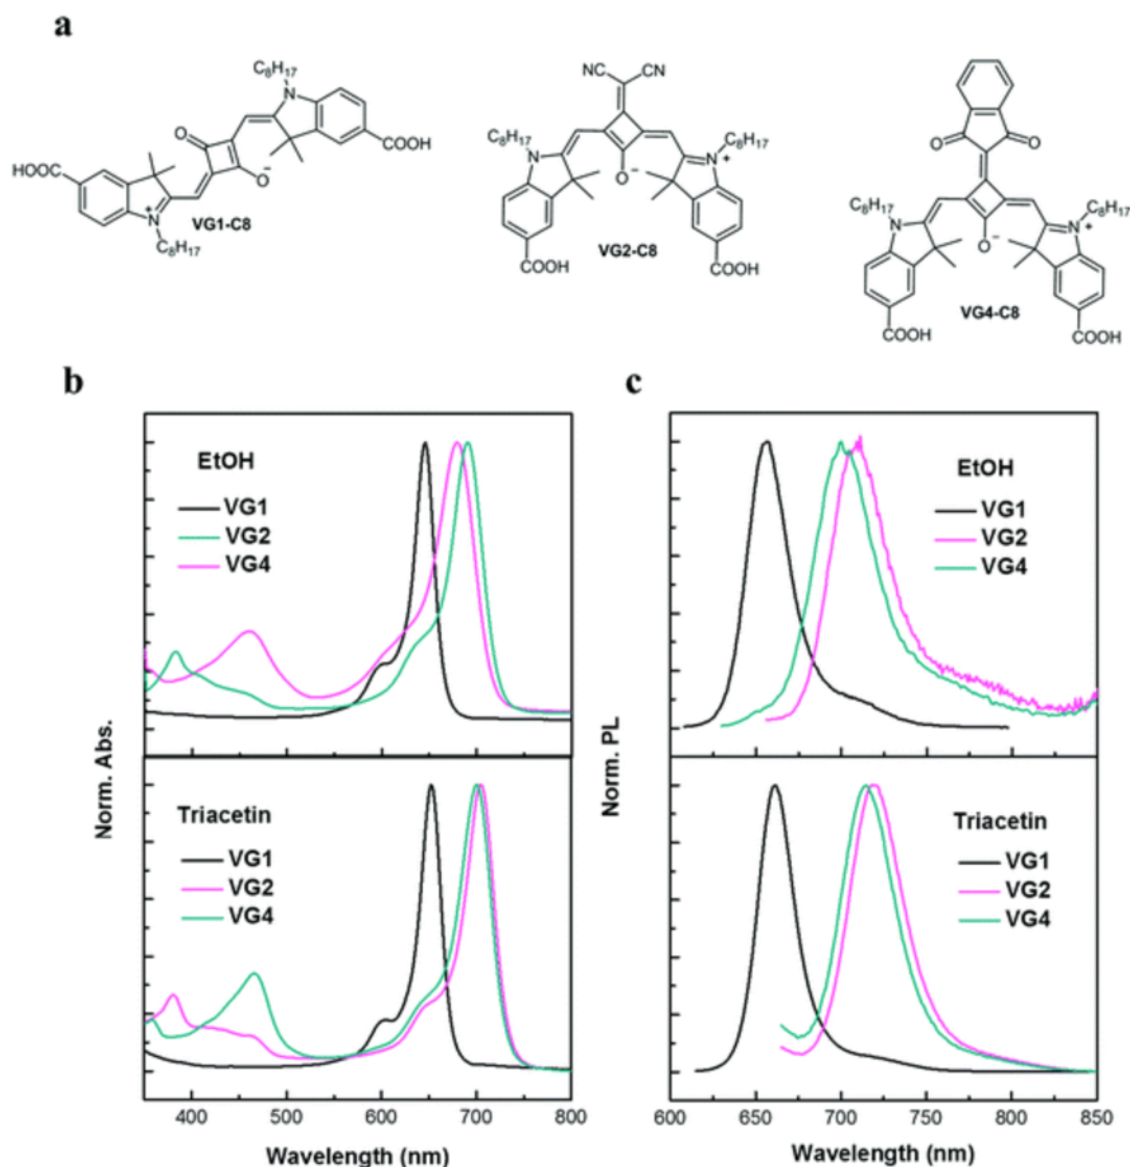 a
C8H17
N
O
COOH
HOOC
O−
N+
C8H17
VG1-C8
NC CN
C8H17
N
N+
C8H17
O−
COOH
VG2-C8
COOH
O O
C8H17
N
N+
C8H17
O−
COOH
VG4-C8
COOH
b
EtOH
VG1
VG2
VG4
Triacetin
VG1
VG2
VG4
Norm. Abs.
400 500 600 700 800
Wavelength (nm)
c
EtOH
VG1
VG2
VG4
Triacetin
VG1
VG2
VG4
Norm. PL
600 650 700 750 800 850
Wavelength (nm)